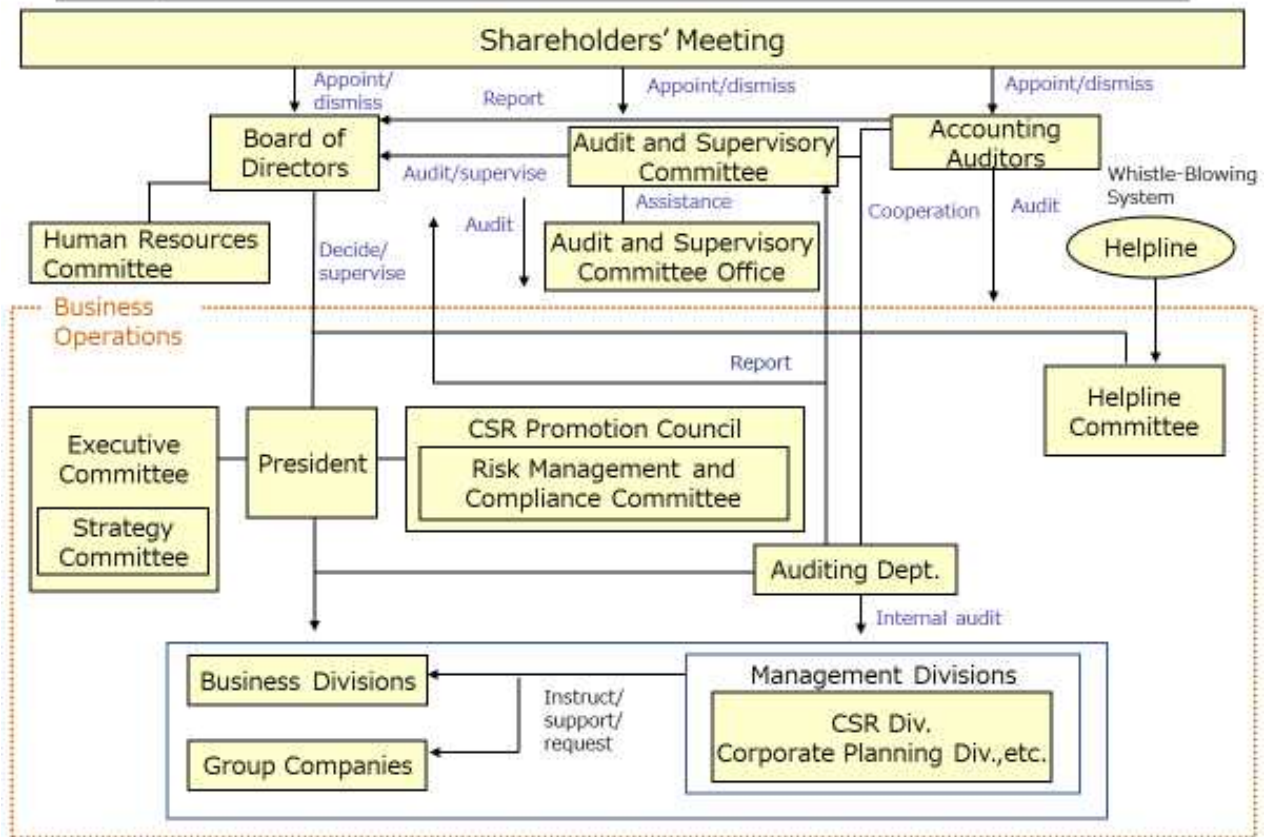 Shareholders' Meeting
Appoint/
dismiss
Report
Appoint/dismiss
Appoint/dismiss
Board of
Directors
Audit/supervise
Audit and Supervisory
Committee
Accounting
Auditors
Whistle-Blowing
System
Helpline
Human Resources
Committee
Decide/
supervise
Audit
Assistance
Audit and Supervisory
Committee Office
Cooperation
Audit
Business
Operations
Report
Helpline
Committee
Executive
Committee
Strategy
Committee
President
CSR Promotion Council
Risk Management and
Compliance Committee
Auditing Dept.
Internal audit
Business Divisions
Group Companies
Instruct/
support/
request
Management Divisions
CSR Div.
Corporate Planning Div.,etc.